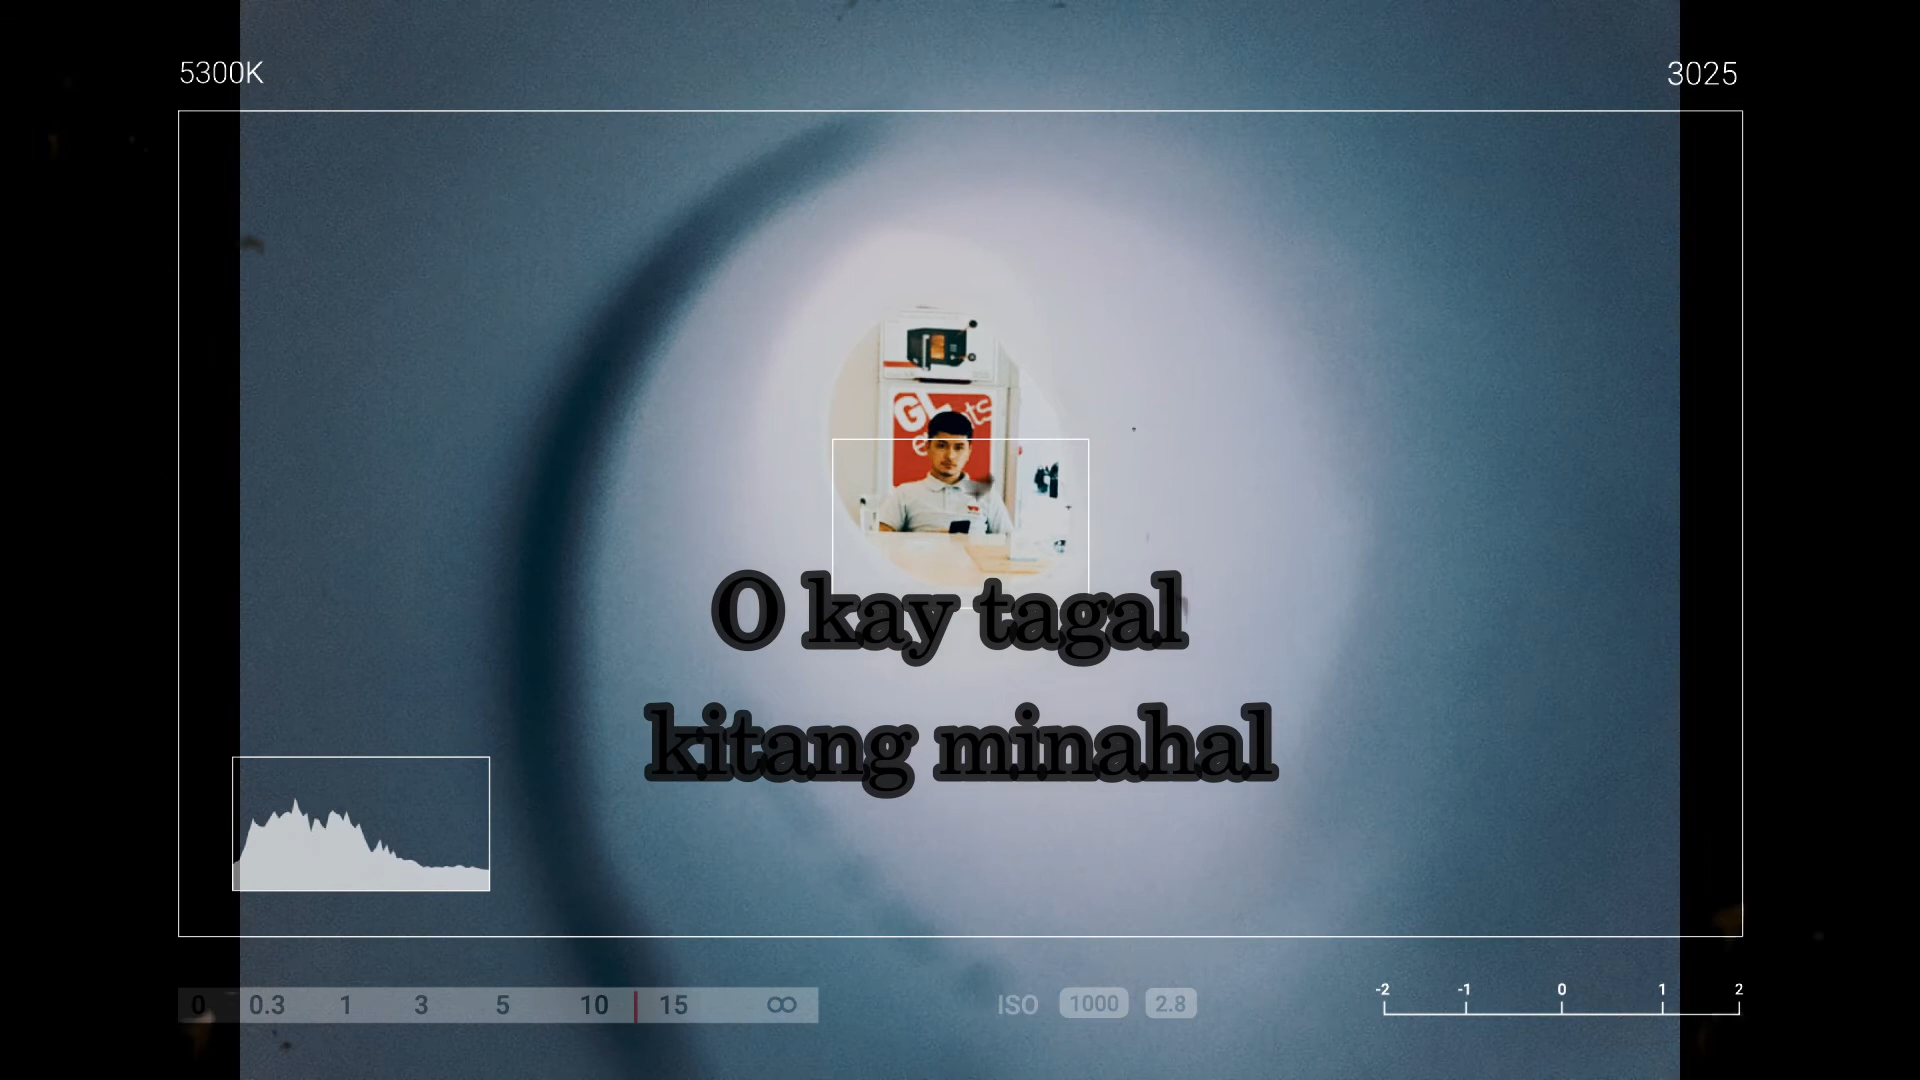 5300K
3025
O kay tagal
kitang minahal
0 0.3 1 3 5 10 15 ∞
ISO 1000 2.8
-2 -1 0 1 2